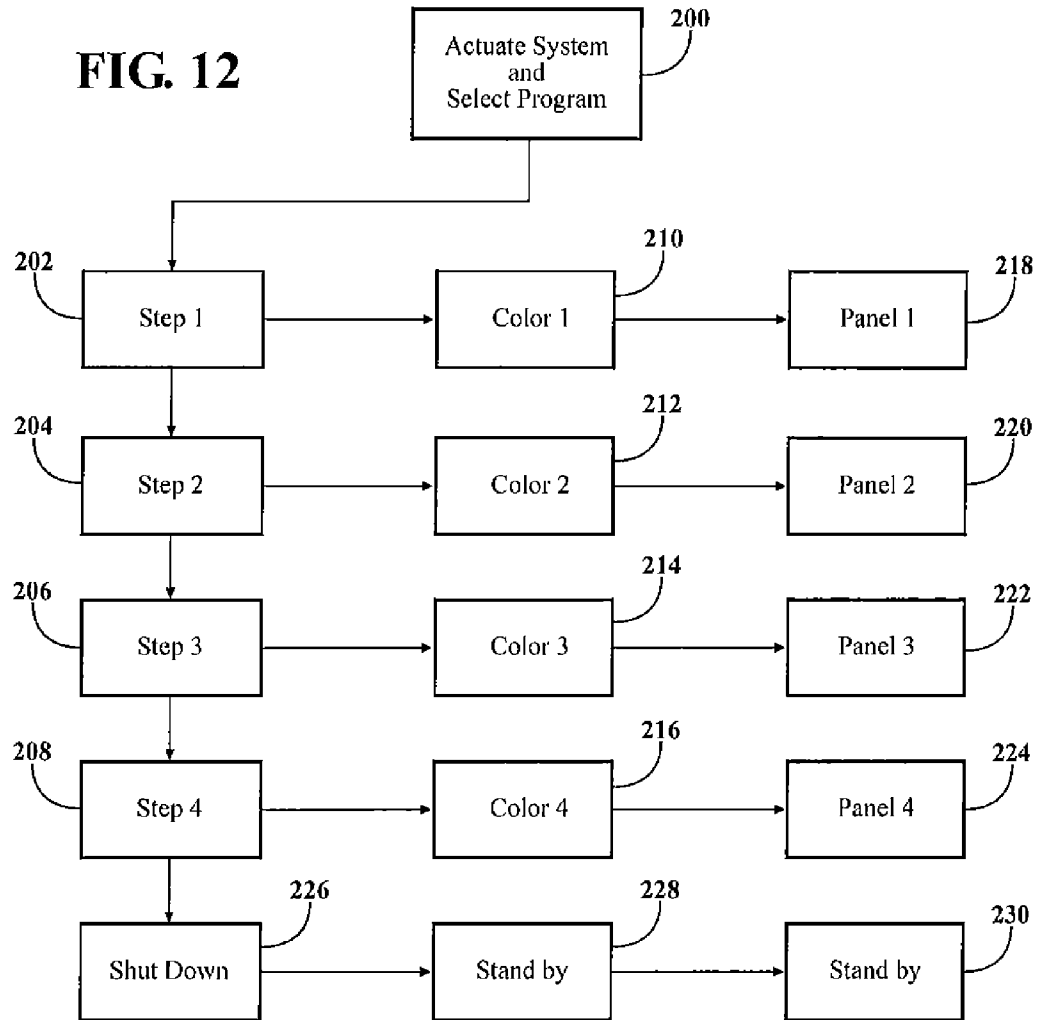 FIG. 12
Actuate System
and
Select Program
200
202
Step 1
210
Color 1
218
Panel 1
204
Step 2
212
Color 2
220
Panel 2
206
Step 3
214
Color 3
222
Panel 3
208
Step 4
216
Color 4
224
Panel 4
226
Shut Down
228
Stand by
230
Stand by